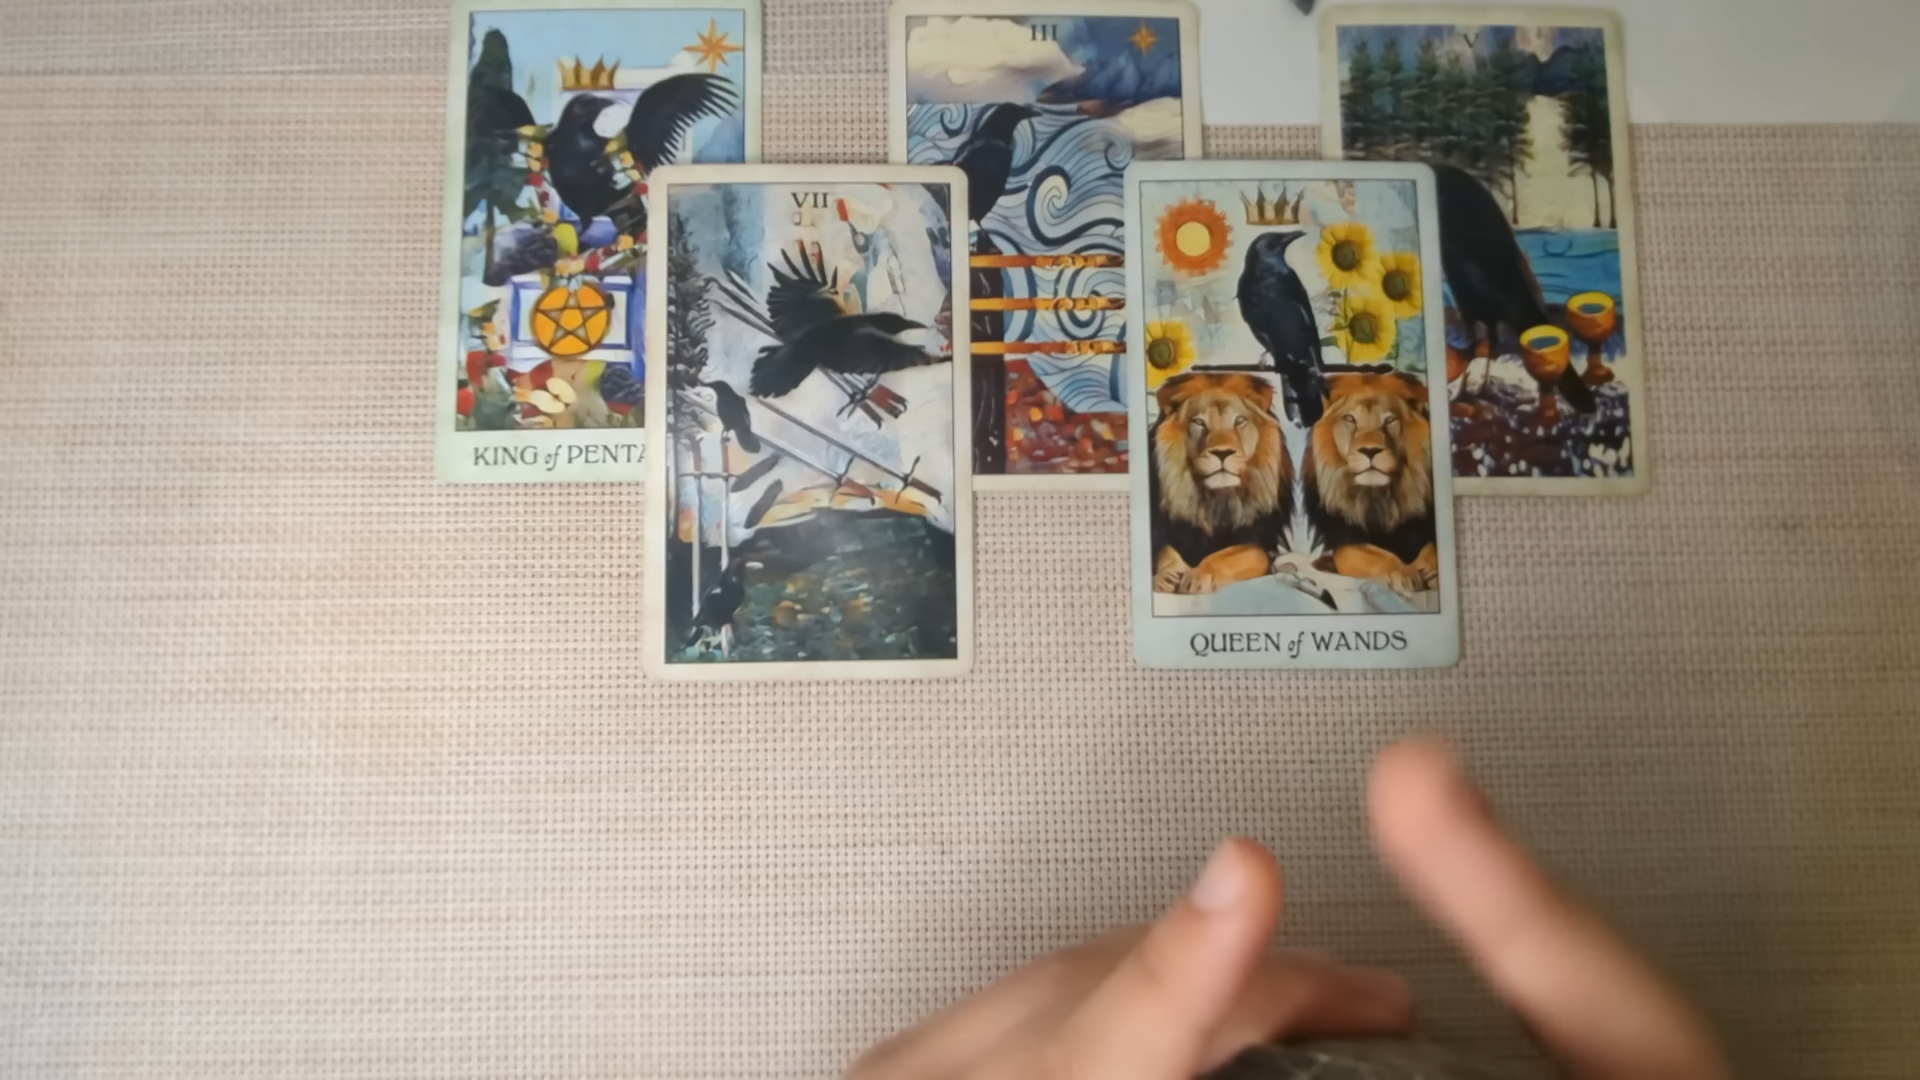 III
V
VII
KING of PENTA
QUEEN of WANDS